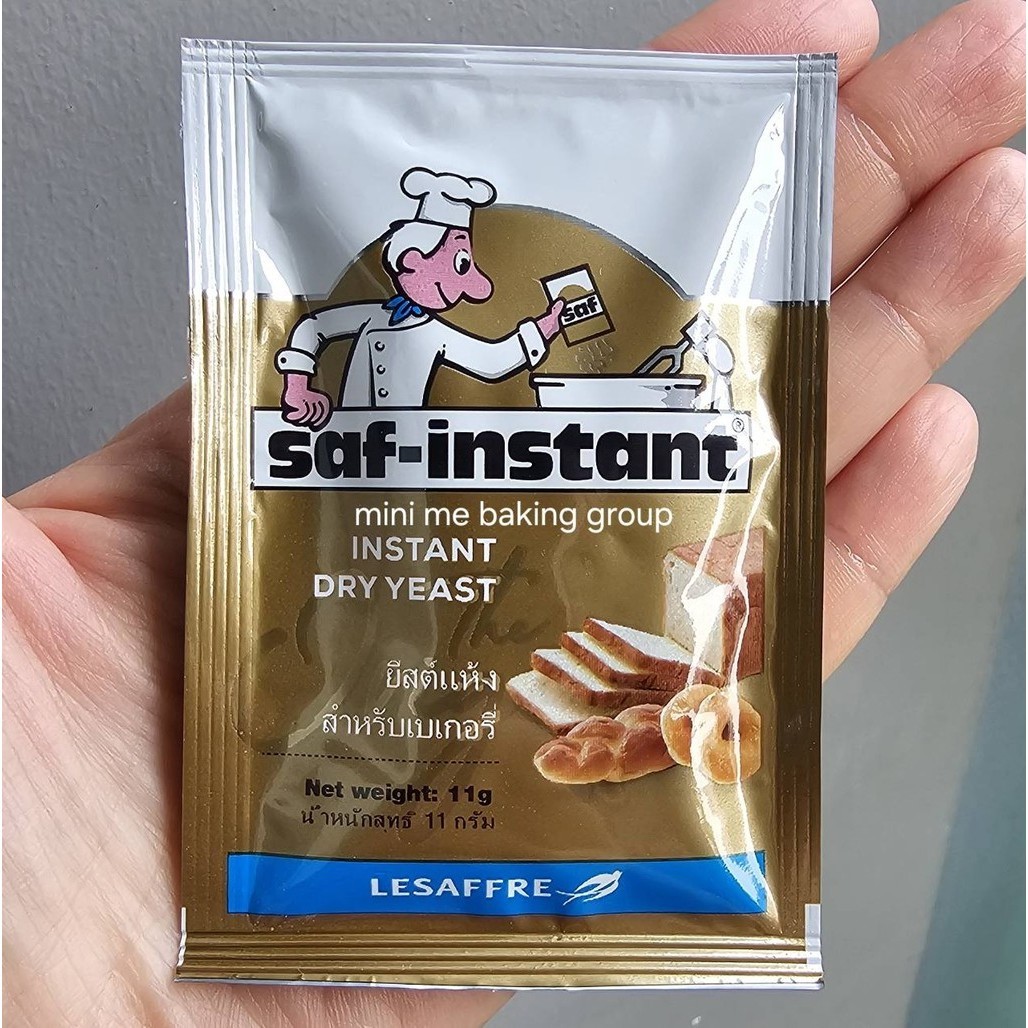 saf
saf-instant®
mini me baking group
INSTANT
DRY YEAST
the
ยีสต์แห้ง
สำหรับเบเกอรี่
Net weight: 11g
น้ำหนักสุทธิ 11 กรัม
LESAFFRE